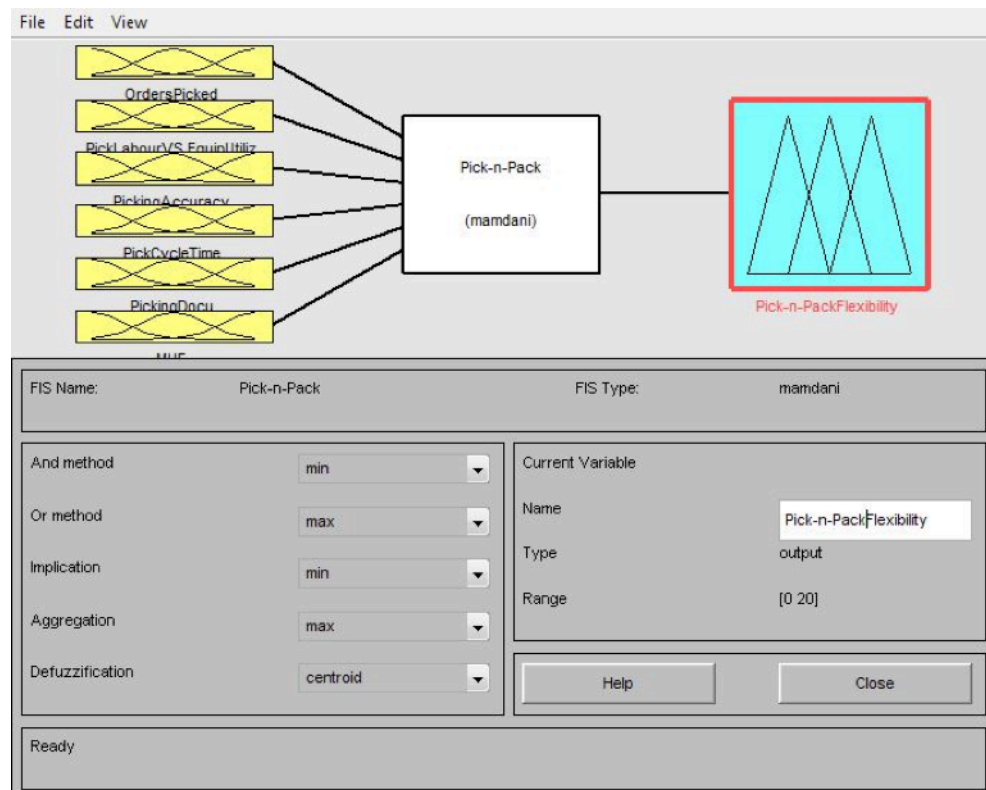 File Edit View
OrdersPicked
PickLabourVS.EquipUtiliz
PickingAccuracy
PickCycleTime
PickingDocu
Pick-n-Pack
(mamdani)
Pick-n-PackFlexibility
FIS Name: Pick-n-Pack FIS Type: mamdani
And method min
Or method max
Implication min
Aggregation max
Defuzzification centroid
Current Variable
Name Pick-n-PackFlexibility
Type output
Range [0 20]
Help Close
Ready